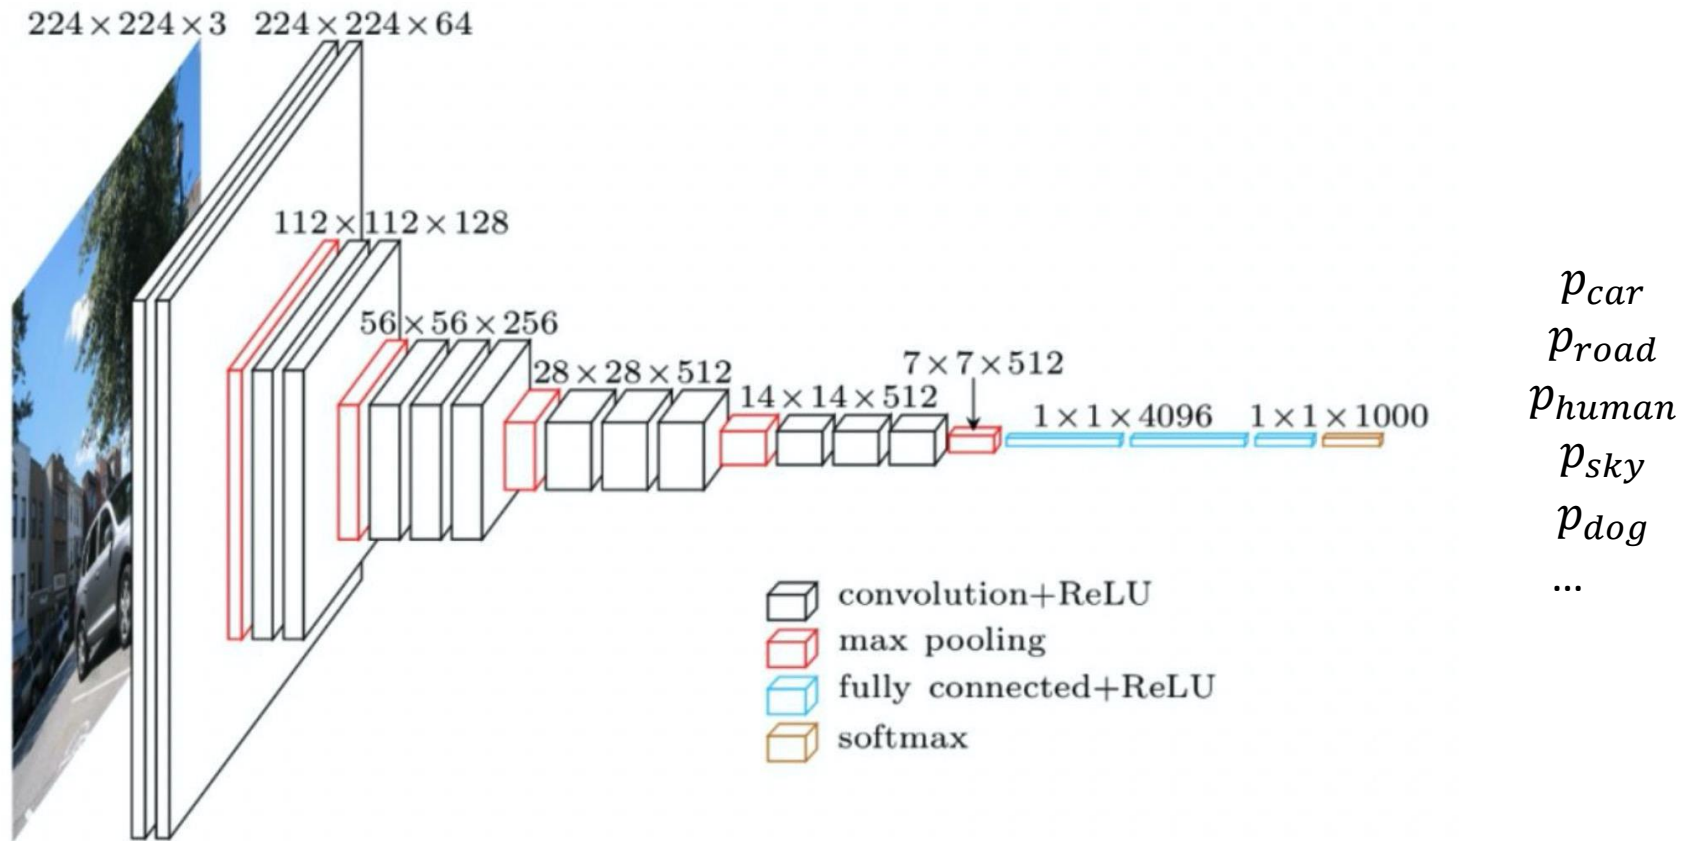 224×224×3
224×224×64
112×112×128
56×56×256
28×28×512
14×14×512
7×7×512
1×1×4096
1×1×1000
convolution+ReLU
max pooling
fully connected+ReLU
softmax
p_car
p_road
p_human
p_sky
p_dog
...